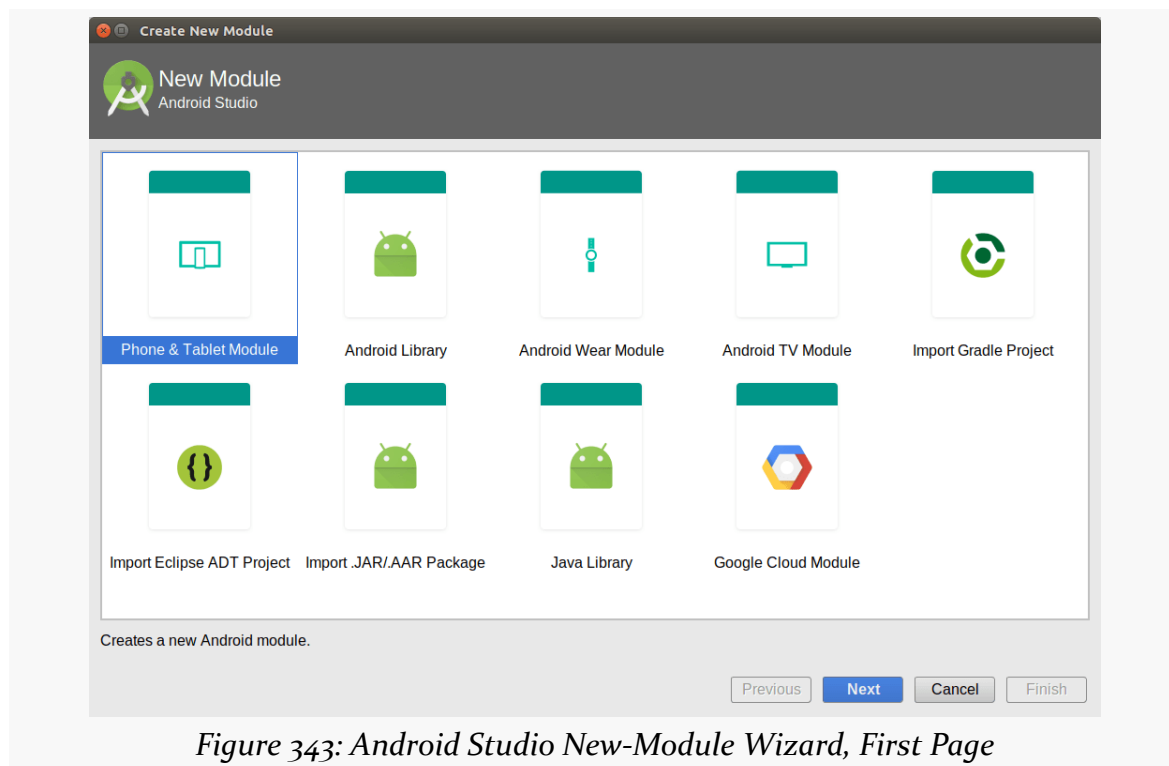 Create New Module
New Module
Android Studio
Phone & Tablet Module
Android Library
Android Wear Module
Android TV Module
Import Gradle Project
{}
Import Eclipse ADT Project
Import .JAR/.AAR Package
Java Library
Google Cloud Module
Creates a new Android module.
Previous
Next
Cancel
Finish
Figure 343: Android Studio New-Module Wizard, First Page